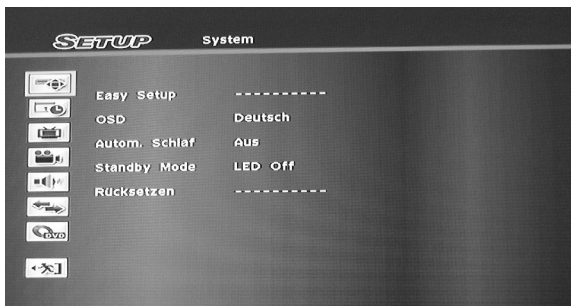 SETUP System
Easy Setup ----------
OSD Deutsch
Autom. Schlaf Aus
Standby Mode LED Off
Rücksetzen ----------
DVD